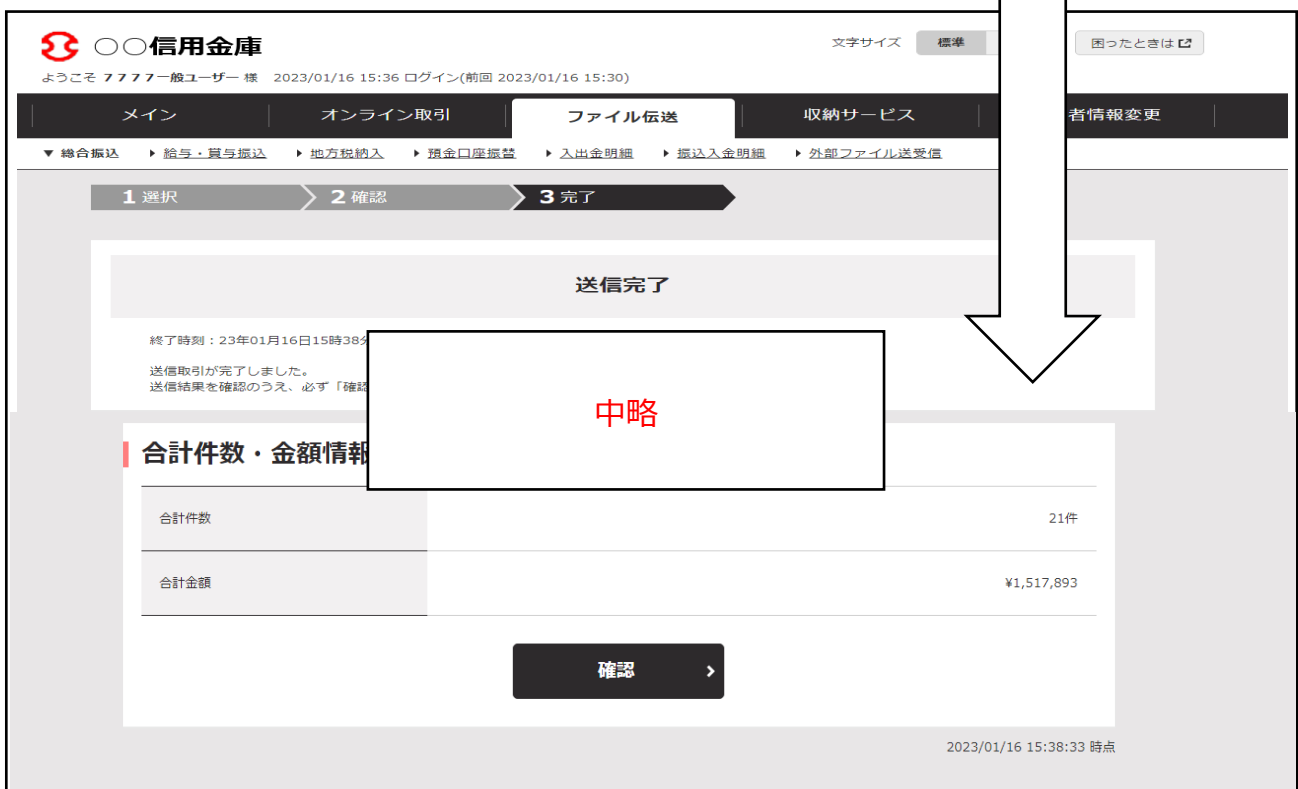 ○○信用金庫
文字サイズ 標準 困ったときは
ようこそ 7777一般ユーザー 様 2023/01/16 15:36 ログイン(前回 2023/01/16 15:30)
メイン オンライン取引 ファイル伝送 収納サービス 者情報変更
▼ 総合振込 ▶ 給与・賞与振込 ▶ 地方税納入 ▶ 預金口座振替 ▶ 入出金明細 ▶ 振込入金明細 ▶ 外部ファイル送受信
1 選択 2 確認 3 完了
送信完了
終了時刻：23年01月16日15時38分
送信取引が完了しました。
送信結果を確認のうえ、必ず「確認
中略
合計件数・金額情報
合計件数 21件
合計金額 ¥1,517,893
確認
2023/01/16 15:38:33 時点